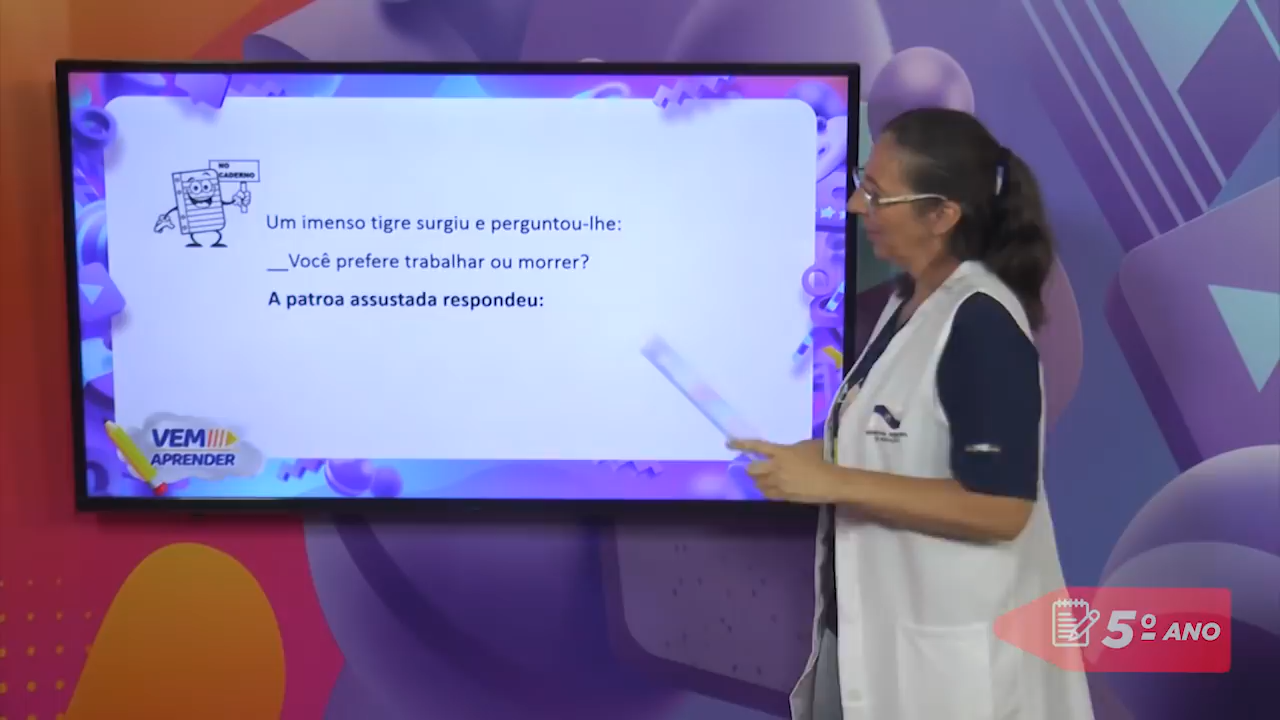 NO
CADERNO
Um imenso tigre surgiu e perguntou-lhe:
__Você prefere trabalhar ou morrer?
A patroa assustada respondeu:
VEM
APRENDER
5º ANO